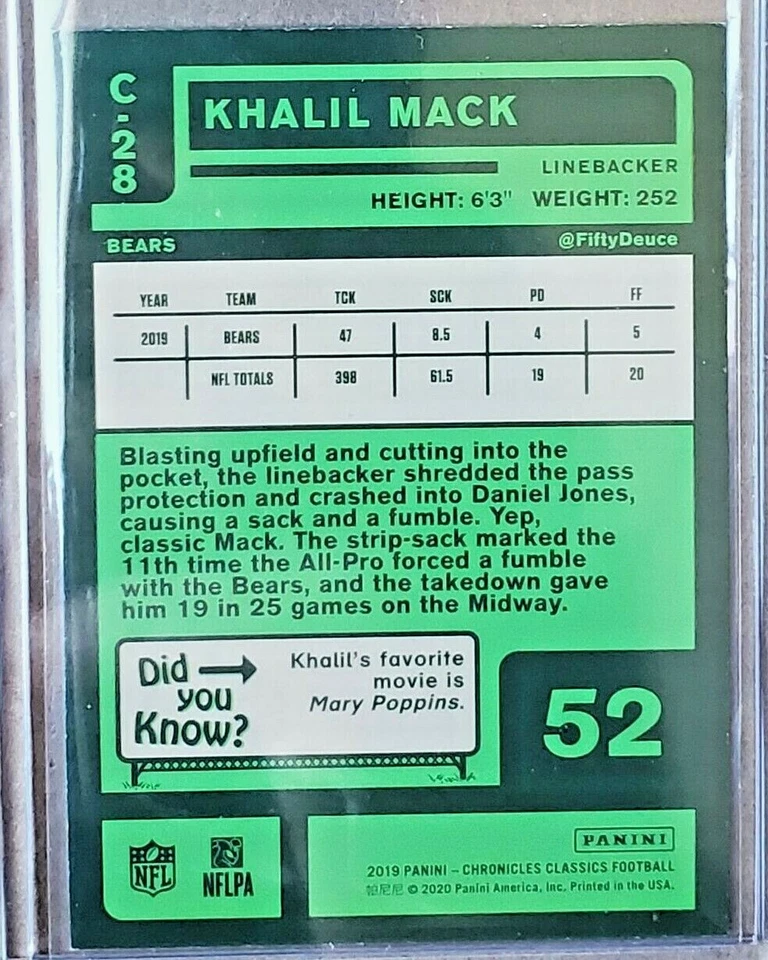 C-28
KHALIL MACK
LINEBACKER
HEIGHT: 6'3" WEIGHT: 252
BEARS @FiftyDeuce
YEAR TEAM TCK SCK PD FF
2019 BEARS 47 8.5 4 5
NFL TOTALS 398 61.5 19 20
Blasting upfield and cutting into the
pocket, the linebacker shredded the pass
protection and crashed into Daniel Jones,
causing a sack and a fumble. Yep,
classic Mack. The strip-sack marked the
11th time the All-Pro forced a fumble
with the Bears, and the takedown gave
him 19 in 25 games on the Midway.
Did
you
Know?
Khalil's favorite
movie is
Mary Poppins.
52
NFL
NFLPA
PANINI
2019 PANINI – CHRONICLES CLASSICS FOOTBALL
帕尼尼 © 2020 Panini America, Inc. Printed in the USA.